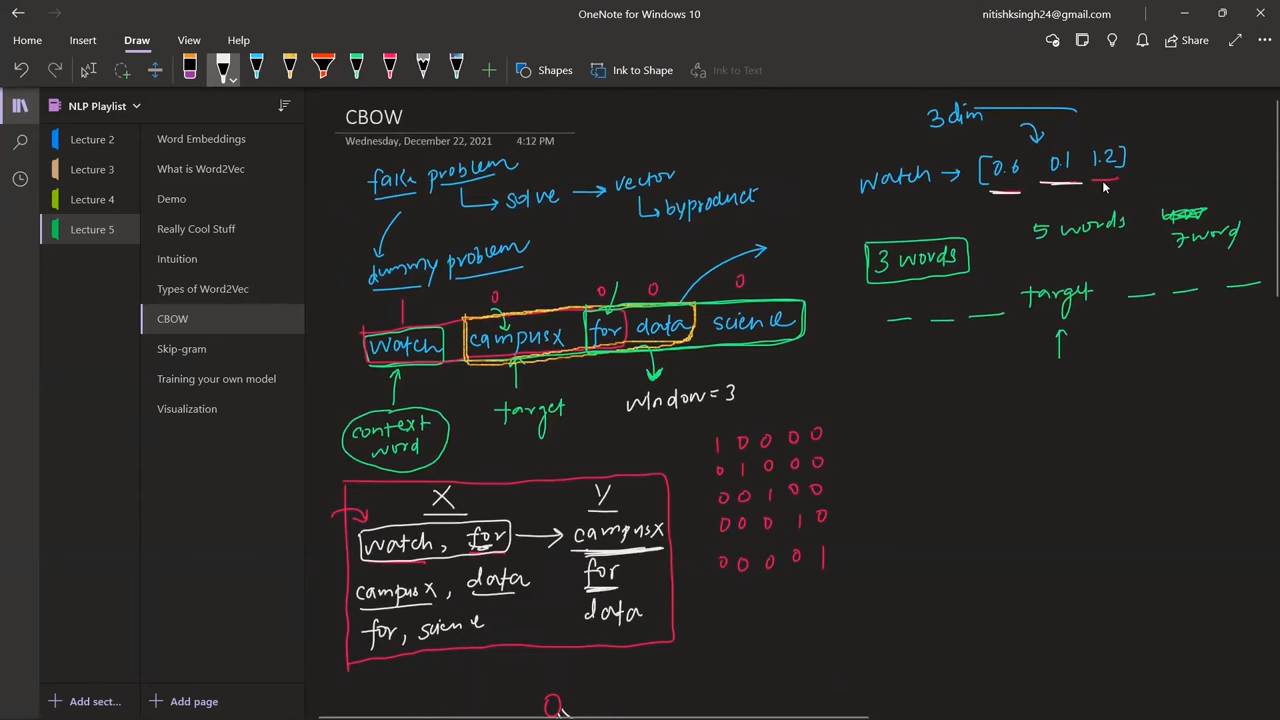 OneNote for Windows 10
nitishksingh24@gmail.com
Home Insert Draw View Help
Share
Shapes
Ink to Shape
Ink to Text
NLP Playlist
Lecture 2
Lecture 3
Lecture 4
Lecture 5
Word Embeddings
What is Word2Vec
Demo
Really Cool Stuff
Intuition
Types of Word2Vec
CBOW
Skip-gram
Training your own model
Visualization
Add sect...
Add page
CBOW
Wednesday, December 22, 2021 4:12 PM
fake problem
solve → vector
byproduct
dummy problem
1 0 0 0 0
watch campusx for data science
context word
target
window = 3
X Y
watch, for → campusx
campusx, data for
for, science data
1 0 0 0 0
0 1 0 0 0
0 0 1 0 0
0 0 0 1 0
0 0 0 0 1
3 dim
watch → [0.6 0.1 1.2]
3 words
5 words
7 word
_ _ _ target _ _ _